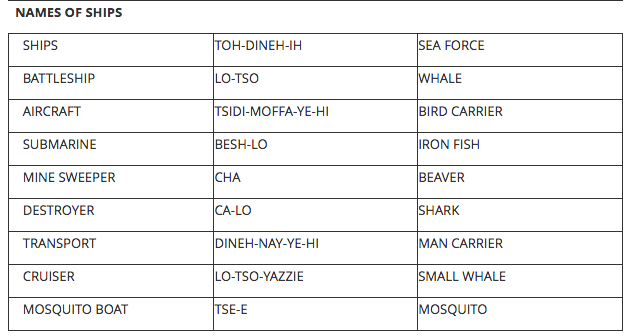 NAMES OF SHIPS
SHIPS TOH-DINEH-IH SEA FORCE
BATTLESHIP LO-TSO WHALE
AIRCRAFT TSIDI-MOFFA-YE-HI BIRD CARRIER
SUBMARINE BESH-LO IRON FISH
MINE SWEEPER CHA BEAVER
DESTROYER CA-LO SHARK
TRANSPORT DINEH-NAY-YE-HI MAN CARRIER
CRUISER LO-TSO-YAZZIE SMALL WHALE
MOSQUITO BOAT TSE-E MOSQUITO